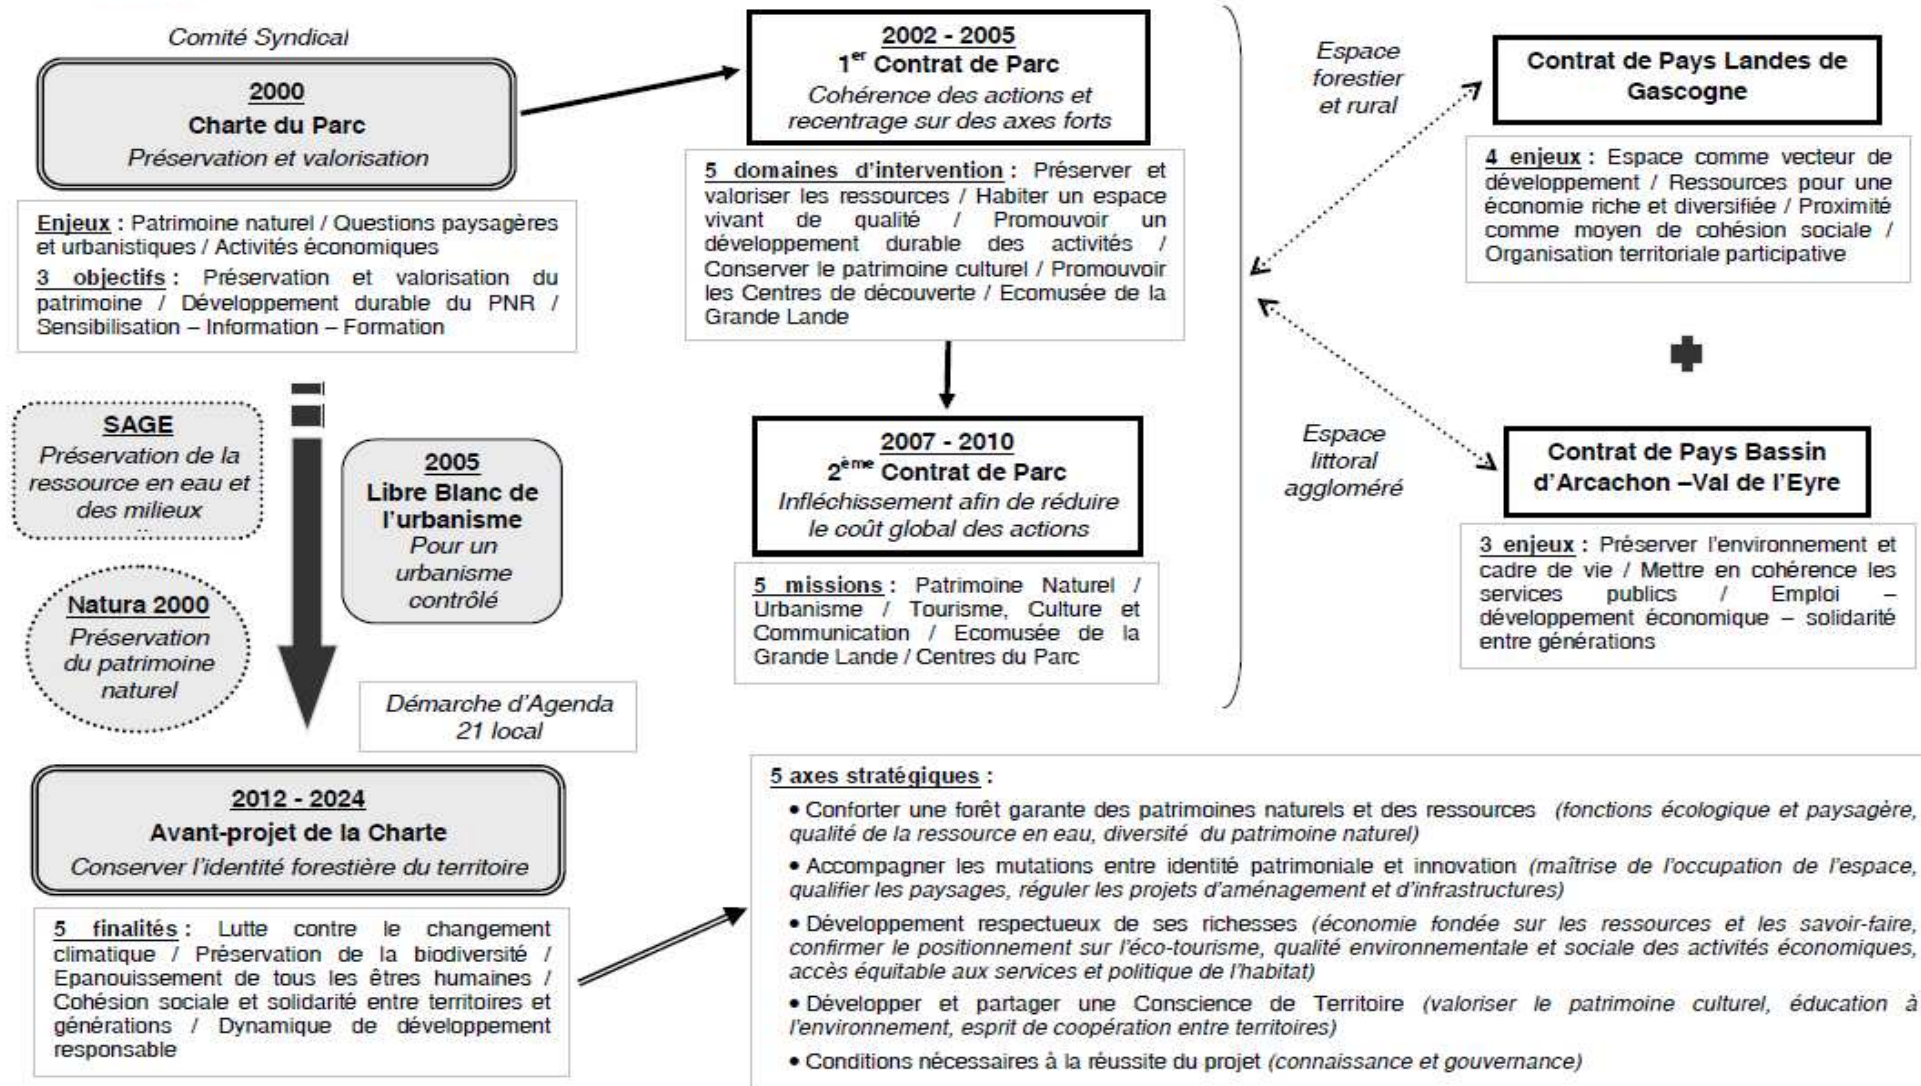 Comité Syndical
2000
Charte du Parc
Préservation et valorisation
Enjeux : Patrimoine naturel / Questions paysagères
et urbanistiques / Activités économiques
3 objectifs : Préservation et valorisation du
patrimoine / Développement durable du PNR /
Sensibilisation – Information – Formation
2002 - 2005
1er Contrat de Parc
Cohérence des actions et
recentrage sur des axes forts
5 domaines d'intervention : Préserver et
valoriser les ressources / Habiter un espace
vivant de qualité / Promouvoir un
développement durable des activités /
Conserver le patrimoine culturel / Promouvoir
les Centres de découverte / Ecomusée de la
Grande Lande
Espace
forestier
et rural
Contrat de Pays Landes de
Gascogne
4 enjeux : Espace comme vecteur de
développement / Ressources pour une
économie riche et diversifiée / Proximité
comme moyen de cohésion sociale /
Organisation territoriale participative
SAGE
Préservation de la
ressource en eau et
des milieux
2005
Libre Blanc de
l'urbanisme
Pour un
urbanisme
contrôlé
Natura 2000
Préservation
du patrimoine
naturel
2007 - 2010
2ème Contrat de Parc
Infléchissement afin de réduire
le coût global des actions
5 missions : Patrimoine Naturel /
Urbanisme / Tourisme, Culture et
Communication / Ecomusée de la
Grande Lande / Centres du Parc
Espace
littoral
aggloméré
Contrat de Pays Bassin
d'Arcachon –Val de l'Eyre
3 enjeux : Préserver l'environnement et
cadre de vie / Mettre en cohérence les
services publics / Emploi –
développement économique – solidarité
entre générations
Démarche d'Agenda
21 local
2012 - 2024
Avant-projet de la Charte
Conserver l'identité forestière du territoire
5 finalités : Lutte contre le changement
climatique / Préservation de la biodiversité /
Epanouissement de tous les êtres humaines /
Cohésion sociale et solidarité entre territoires et
générations / Dynamique de développement
responsable
5 axes stratégiques :
• Conforter une forêt garante des patrimoines naturels et des ressources (fonctions écologique et paysagère,
qualité de la ressource en eau, diversité du patrimoine naturel)
• Accompagner les mutations entre identité patrimoniale et innovation (maîtrise de l'occupation de l'espace,
qualifier les paysages, réguler les projets d'aménagement et d'infrastructures)
• Développement respectueux de ses richesses (économie fondée sur les ressources et les savoir-faire,
confirmer le positionnement sur l'éco-tourisme, qualité environnementale et sociale des activités économiques,
accès équitable aux services et politique de l'habitat)
• Développer et partager une Conscience de Territoire (valoriser le patrimoine culturel, éducation à
l'environnement, esprit de coopération entre territoires)
• Conditions nécessaires à la réussite du projet (connaissance et gouvernance)